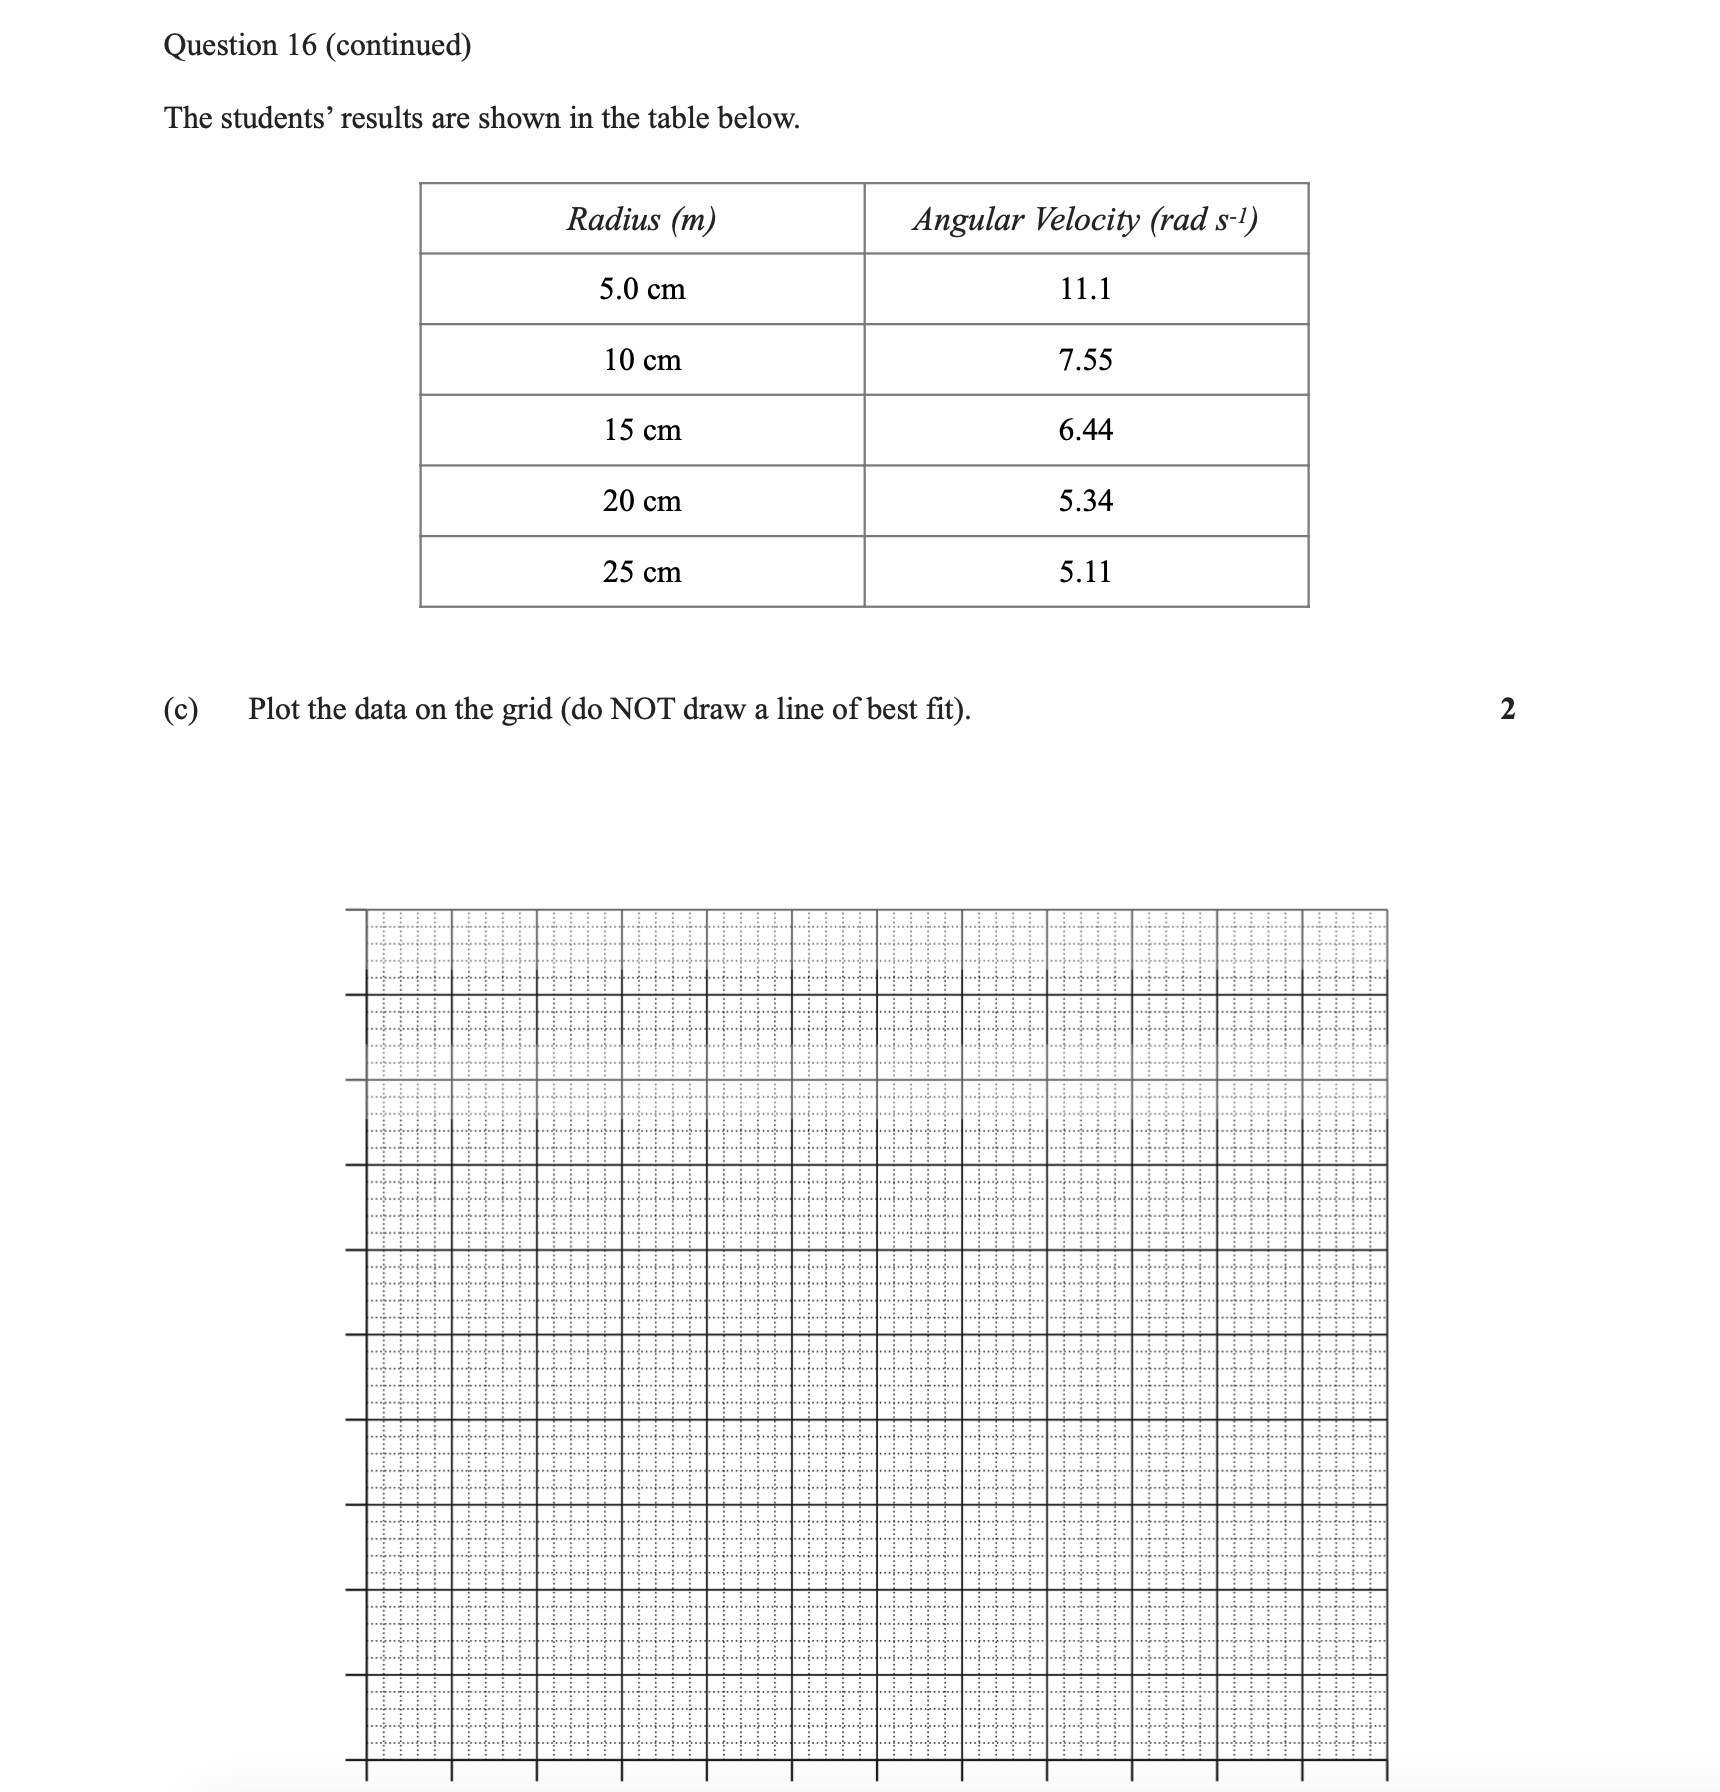 Question 16 (continued)
The students’ results are shown in the table below.
Radius (m) Angular Velocity (rad s-1)
5.0 cm 11.1
10 cm 7.55
15 cm 6.44
20 cm 5.34
25 cm 5.11
(c) Plot the data on the grid (do NOT draw a line of best fit). 2